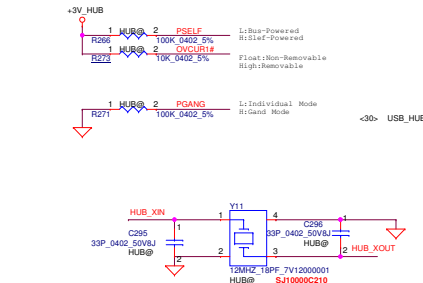 +3V_HUB
1 HUB@ 2 PSELF L:Bus-Powered
R266 100K_0402_5% H:Slef-Powered
1 HUB@ 2 OVCUR1# Float:Non-Removable
R273 10K_0402_5% High:Removable
1 HUB@ 2 PGANG L:Individual Mode
R271 100K_0402_5% H:Gand Mode
<30> USB_HUB
Y11
HUB_XIN 1 4
C295 1 C296 1
33P_0402_50V8J 33P_0402_50V8J
HUB@ 2 2 3 HUB@ 2 HUB_XOUT
12MHZ_18PF_7V12000001
HUB@ SJ10000C210